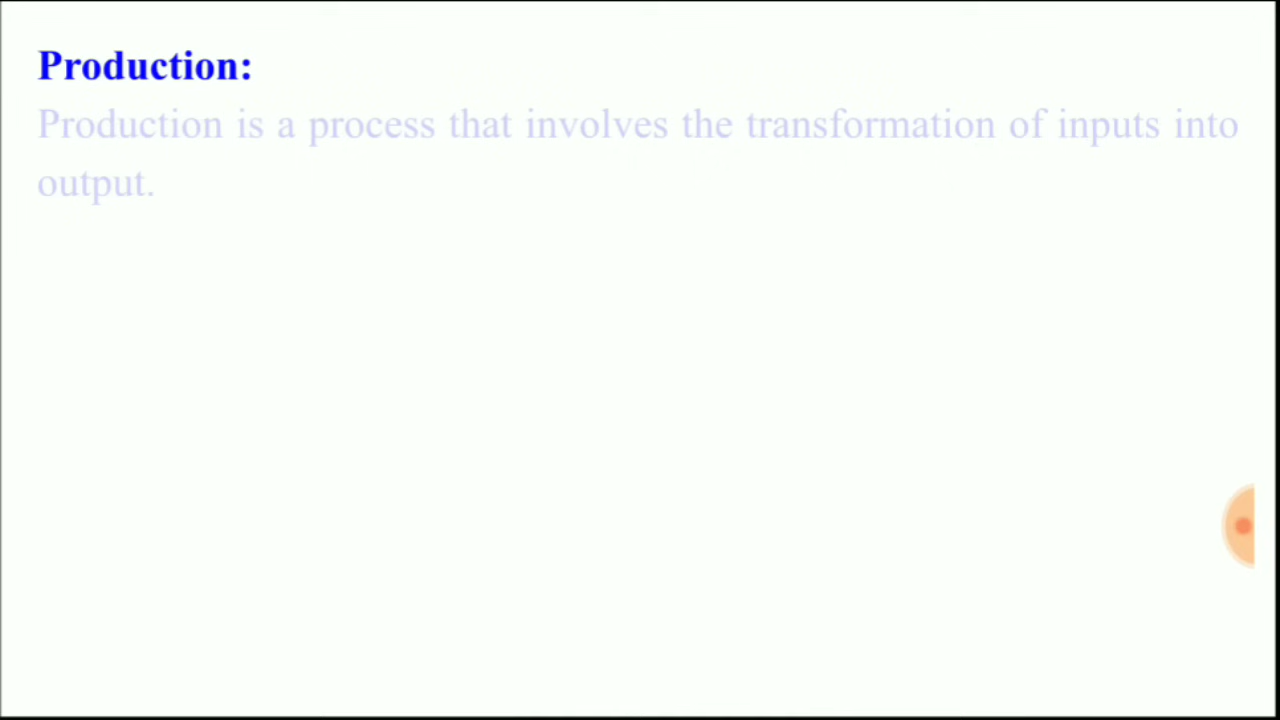 Production:
Production is a process that involves the transformation of inputs into
output.